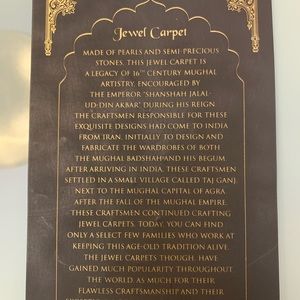 Jewel Carpet
MADE OF PEARLS AND SEMI PRECIOUS
STONES, THIS JEWEL CARPET IS
A LEGACY OF 16TH CENTURY MUGHAL
ARTISTRY, ENCOURAGED BY
THE EMPEROR "SHANSHAH JALAL-
UD-DIN AKBAR" DURING HIS REIGN.
THE CRAFTSMEN RESPONSIBLE FOR THESE
EXQUISITE DESIGNS HAD COME TO INDIA
FROM IRAN, INITIALLY, TO DESIGN AND
FABRICATE THE WARDROBES OF BOTH
THE MUGHAL BADSHAH AND HIS BEGUM.
AFTER ARRIVING IN INDIA, THESE CRAFTSMEN
SETTLED IN A SMALL VILLAGE CALLED TAJ GANJ,
NEXT TO THE MUGHAL CAPITAL OF AGRA.
AFTER THE FALL OF THE MUGHAL EMPIRE,
THESE CRAFTSMEN CONTINUED CRAFTING
JEWEL CARPETS. TODAY, YOU CAN FIND
ONLY A SELECT FEW FAMILIES WHO WORK AT
KEEPING THIS AGE-OLD TRADITION ALIVE.
THE JEWEL CARPETS THOUGH, HAVE
GAINED MUCH POPULARITY THROUGHOUT
THE WORLD, AS MUCH FOR THEIR
FLAWLESS CRAFTSMANSHIP AND THEIR